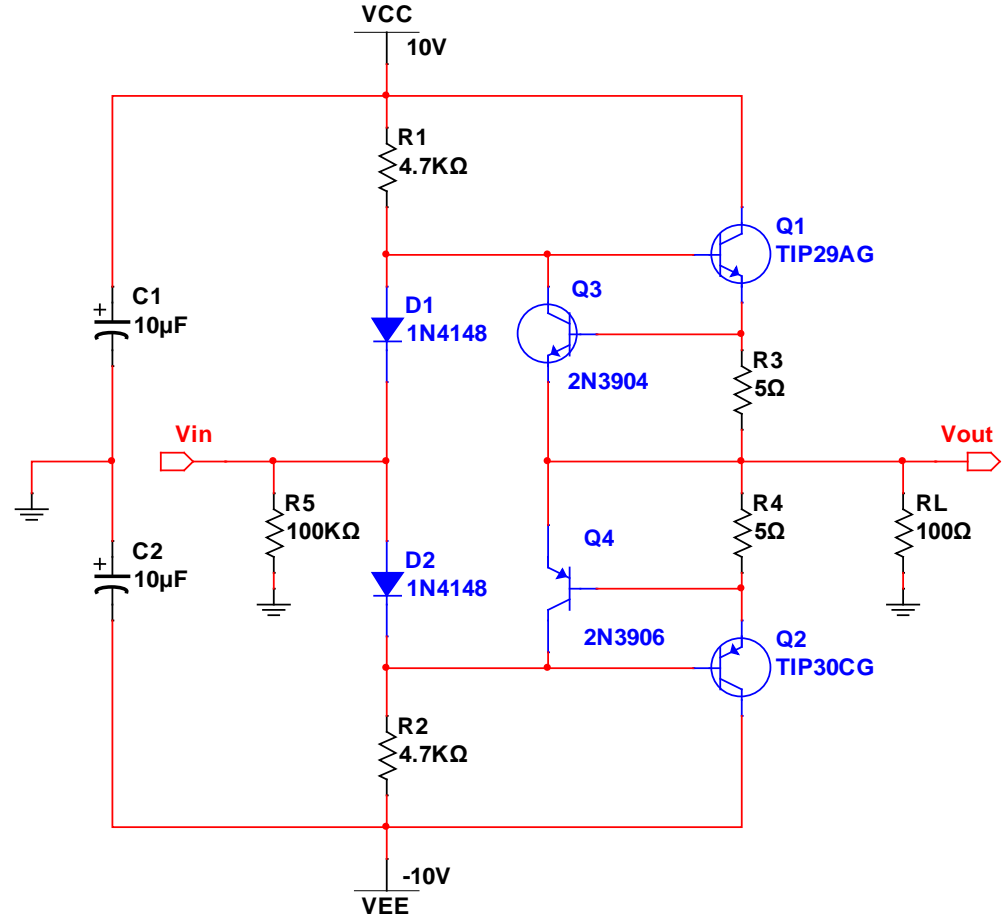 VCC
10V
R1
4.7KΩ
Q1
TIP29AG
C1
10µF
+
D1
1N4148
Q3
2N3904
R3
5Ω
Vin
Vout
R5
100KΩ
R4
5Ω
RL
100Ω
C2
10µF
+
D2
1N4148
Q4
2N3906
Q2
TIP30CG
R2
4.7KΩ
-10V
VEE